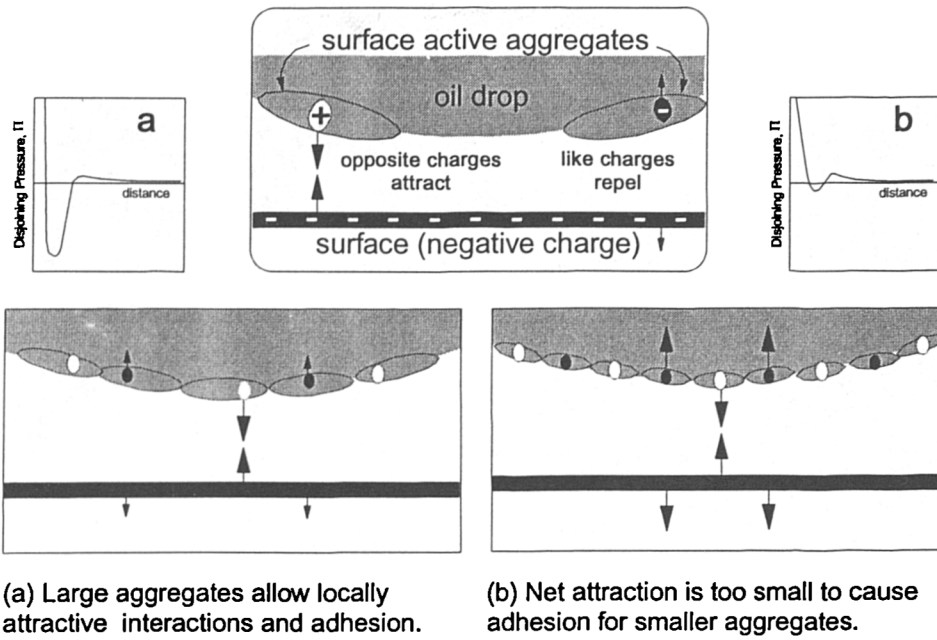 surface active aggregates
oil drop
+
-
opposite charges
attract
like charges
repel
- - - - - - - - - -
surface (negative charge)
a
Disjoining Pressure, Π
distance
b
Disjoining Pressure, Π
distance
(a) Large aggregates allow locally
attractive interactions and adhesion.
(b) Net attraction is too small to cause
adhesion for smaller aggregates.